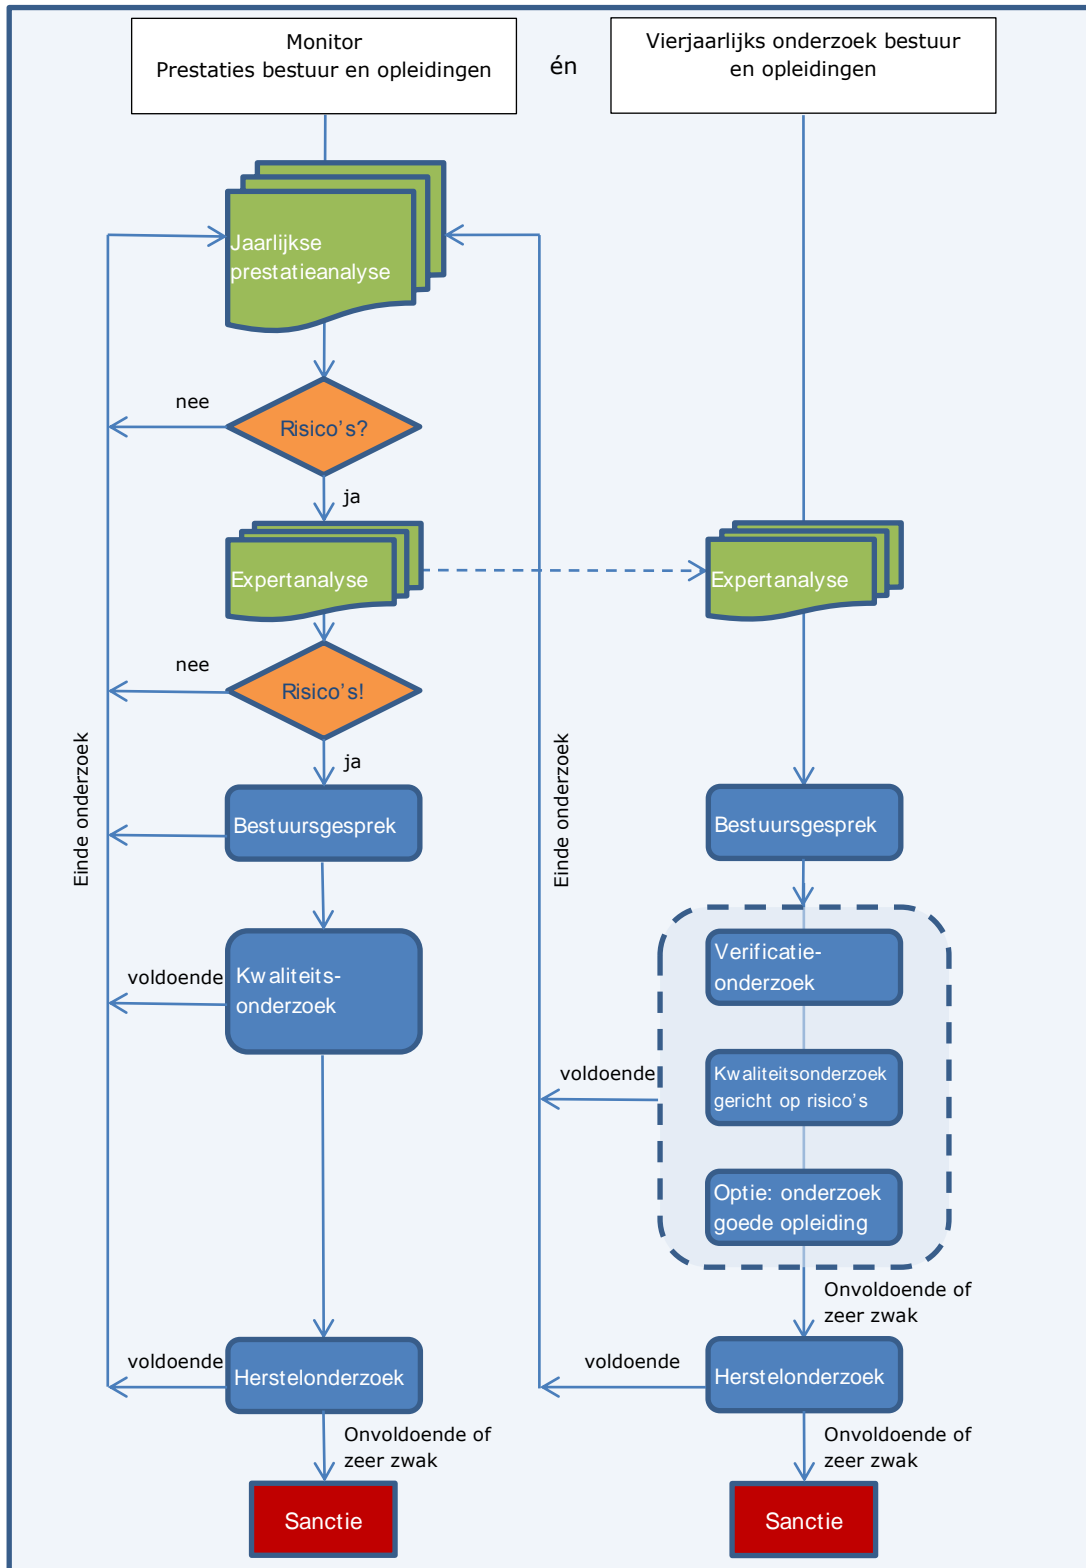 Monitor
Prestaties bestuur en opleidingen
én
Vierjaarlijks onderzoek bestuur
en opleidingen
Jaarlijkse
prestatieanalyse
nee
Risico's?
ja
Expertanalyse
Expertanalyse
nee
Risico's!
ja
Einde onderzoek
Einde onderzoek
Bestuursgesprek
Bestuursgesprek
voldoende
Kwaliteits-
onderzoek
Verificatie-
onderzoek
voldoende
Kwaliteitsonderzoek
gericht op risico's
Optie: onderzoek
goede opleiding
Onvoldoende of
zeer zwak
voldoende
Herstelonderzoek
voldoende
Herstelonderzoek
Onvoldoende of
zeer zwak
Onvoldoende of
zeer zwak
Sanctie
Sanctie